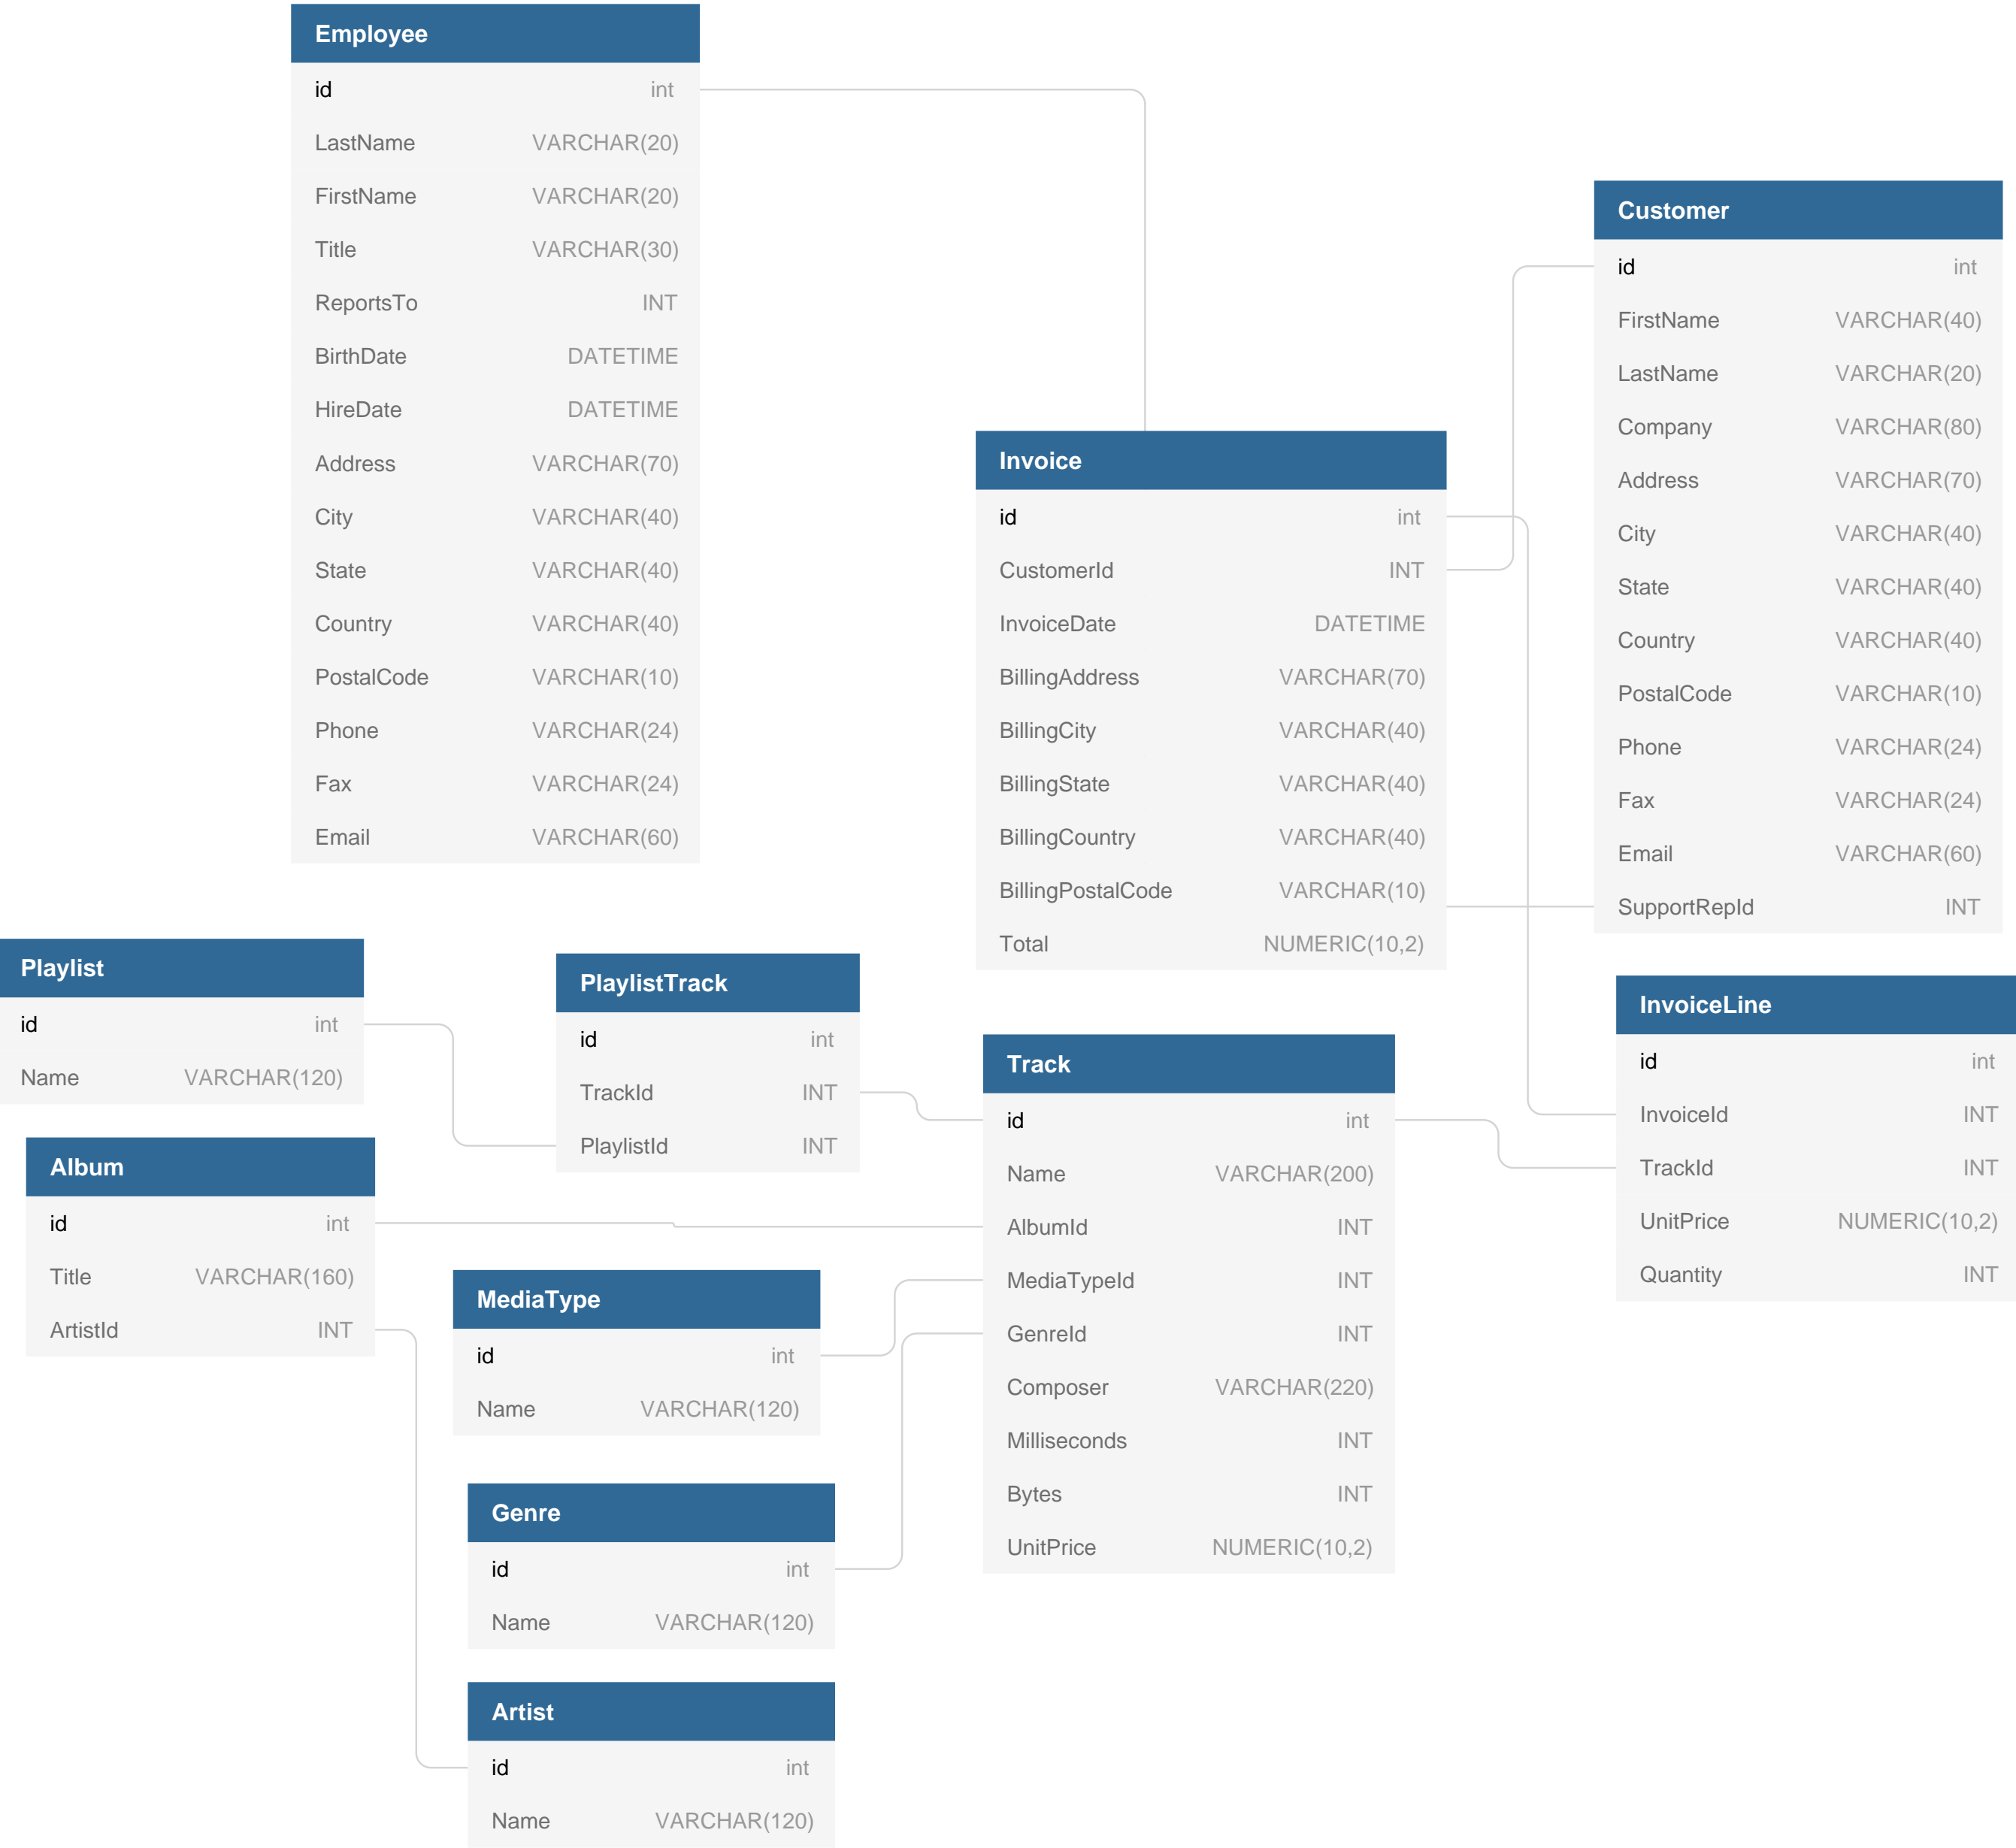 Employee
id int
LastName VARCHAR(20)
FirstName VARCHAR(20)
Title VARCHAR(30)
ReportsTo INT
BirthDate DATETIME
HireDate DATETIME
Address VARCHAR(70)
City VARCHAR(40)
State VARCHAR(40)
Country VARCHAR(40)
PostalCode VARCHAR(10)
Phone VARCHAR(24)
Fax VARCHAR(24)
Email VARCHAR(60)
Customer
id int
FirstName VARCHAR(40)
LastName VARCHAR(20)
Company VARCHAR(80)
Address VARCHAR(70)
City VARCHAR(40)
State VARCHAR(40)
Country VARCHAR(40)
PostalCode VARCHAR(10)
Phone VARCHAR(24)
Fax VARCHAR(24)
Email VARCHAR(60)
SupportRepId INT
Invoice
id int
CustomerId INT
InvoiceDate DATETIME
BillingAddress VARCHAR(70)
BillingCity VARCHAR(40)
BillingState VARCHAR(40)
BillingCountry VARCHAR(40)
BillingPostalCode VARCHAR(10)
Total NUMERIC(10,2)
Playlist
id int
Name VARCHAR(120)
PlaylistTrack
id int
TrackId INT
PlaylistId INT
InvoiceLine
id int
InvoiceId INT
TrackId INT
UnitPrice NUMERIC(10,2)
Quantity INT
Track
id int
Name VARCHAR(200)
AlbumId INT
MediaTypeId INT
GenreId INT
Composer VARCHAR(220)
Milliseconds INT
Bytes INT
UnitPrice NUMERIC(10,2)
Album
id int
Title VARCHAR(160)
ArtistId INT
MediaType
id int
Name VARCHAR(120)
Genre
id int
Name VARCHAR(120)
Artist
id int
Name VARCHAR(120)